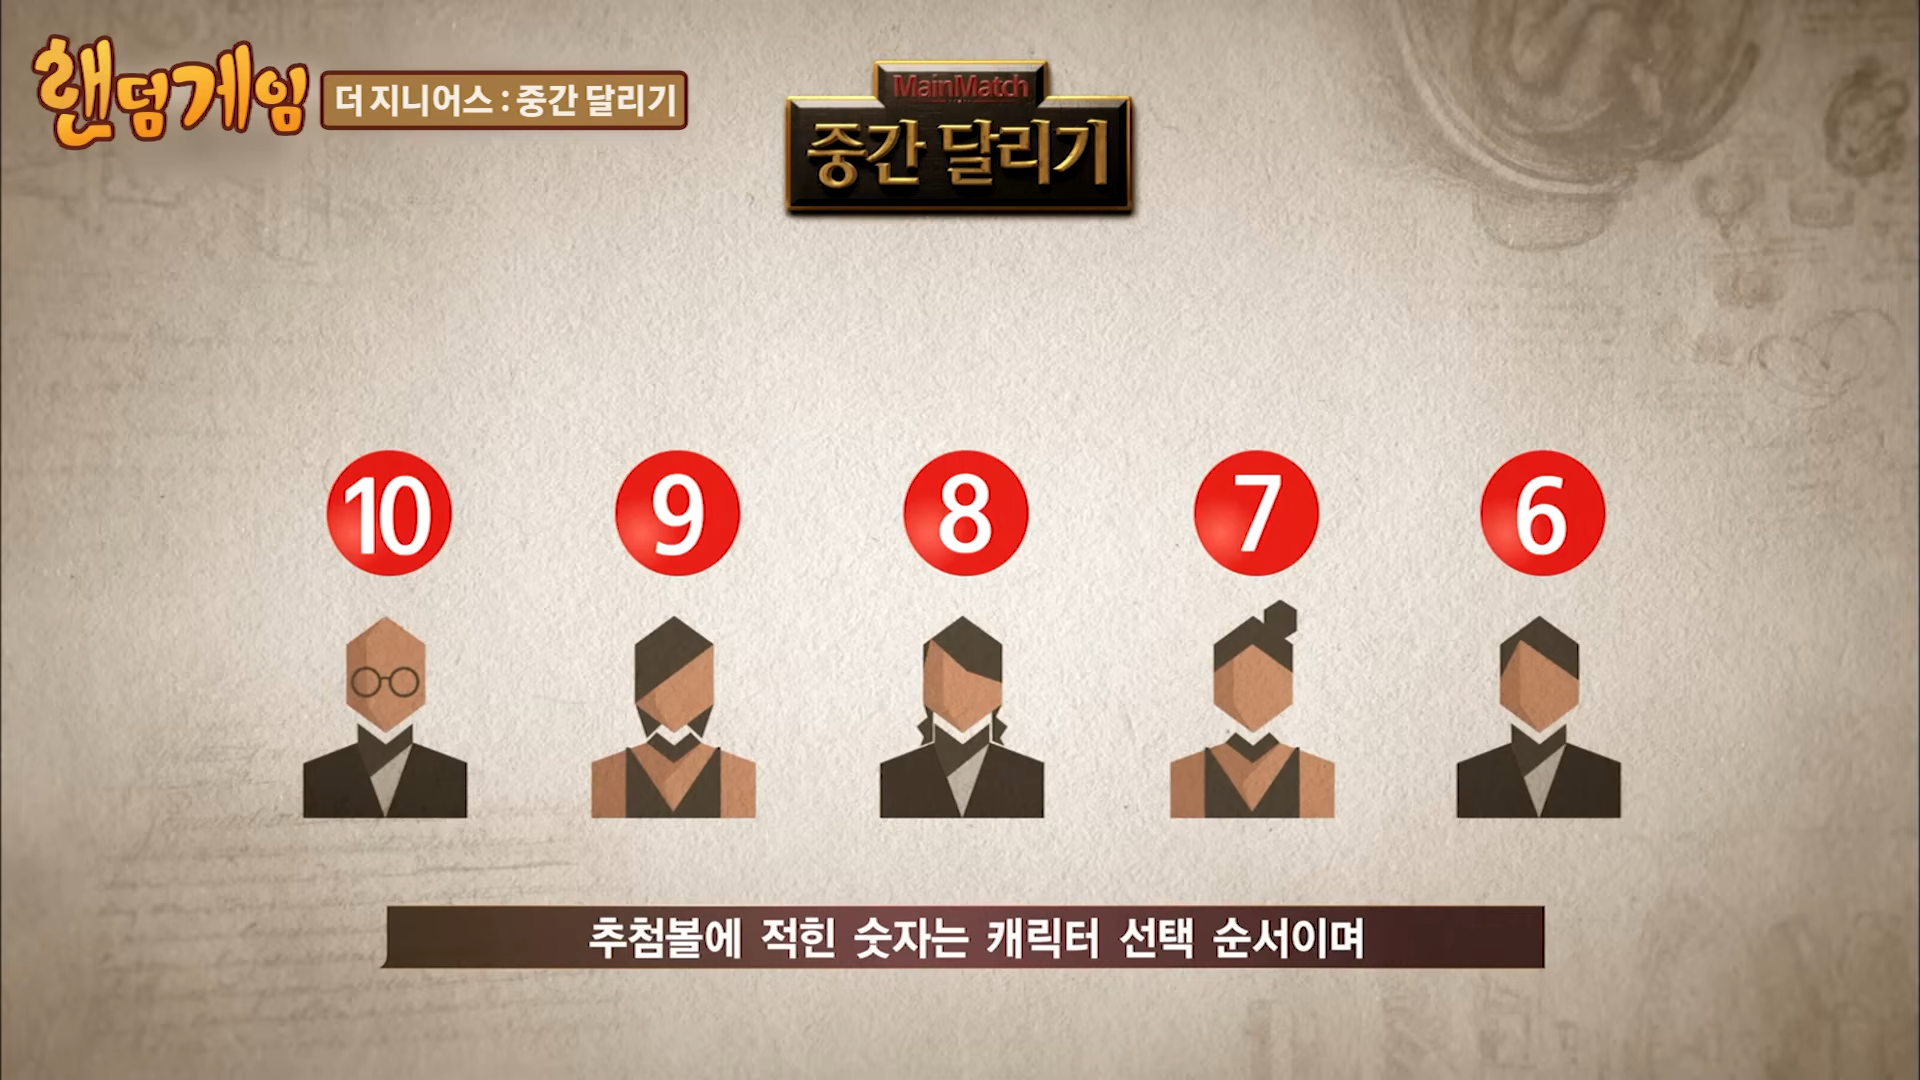 핸덤게임
더 지니어스 : 중간 달리기
MainMatch
중간 달리기
10 9 8 7 6
추첨볼에 적힌 숫자는 캐릭터 선택 순서이며